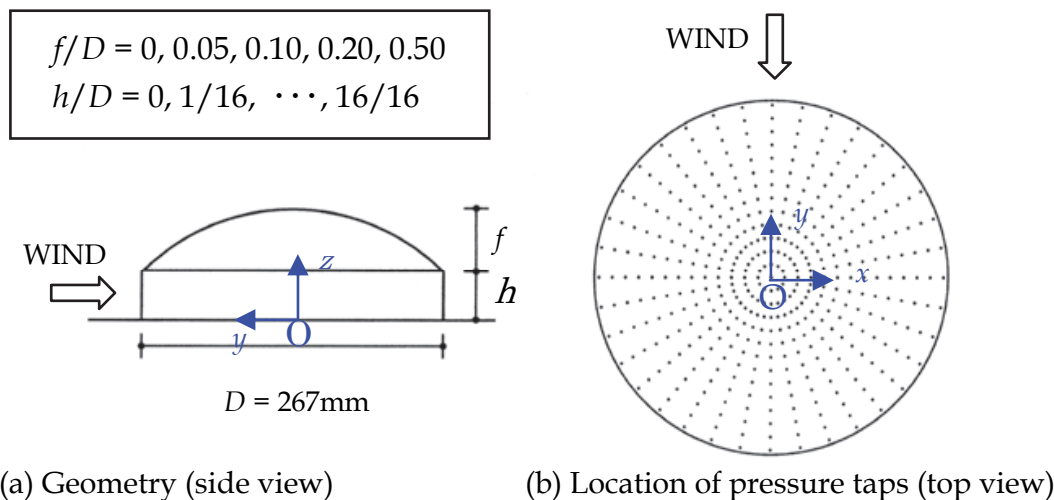 f/D = 0, 0.05, 0.10, 0.20, 0.50
h/D = 0, 1/16, ···, 16/16
WIND
z
y
O
f
h
D = 267mm
(a) Geometry (side view)
WIND
y
x
O
(b) Location of pressure taps (top view)